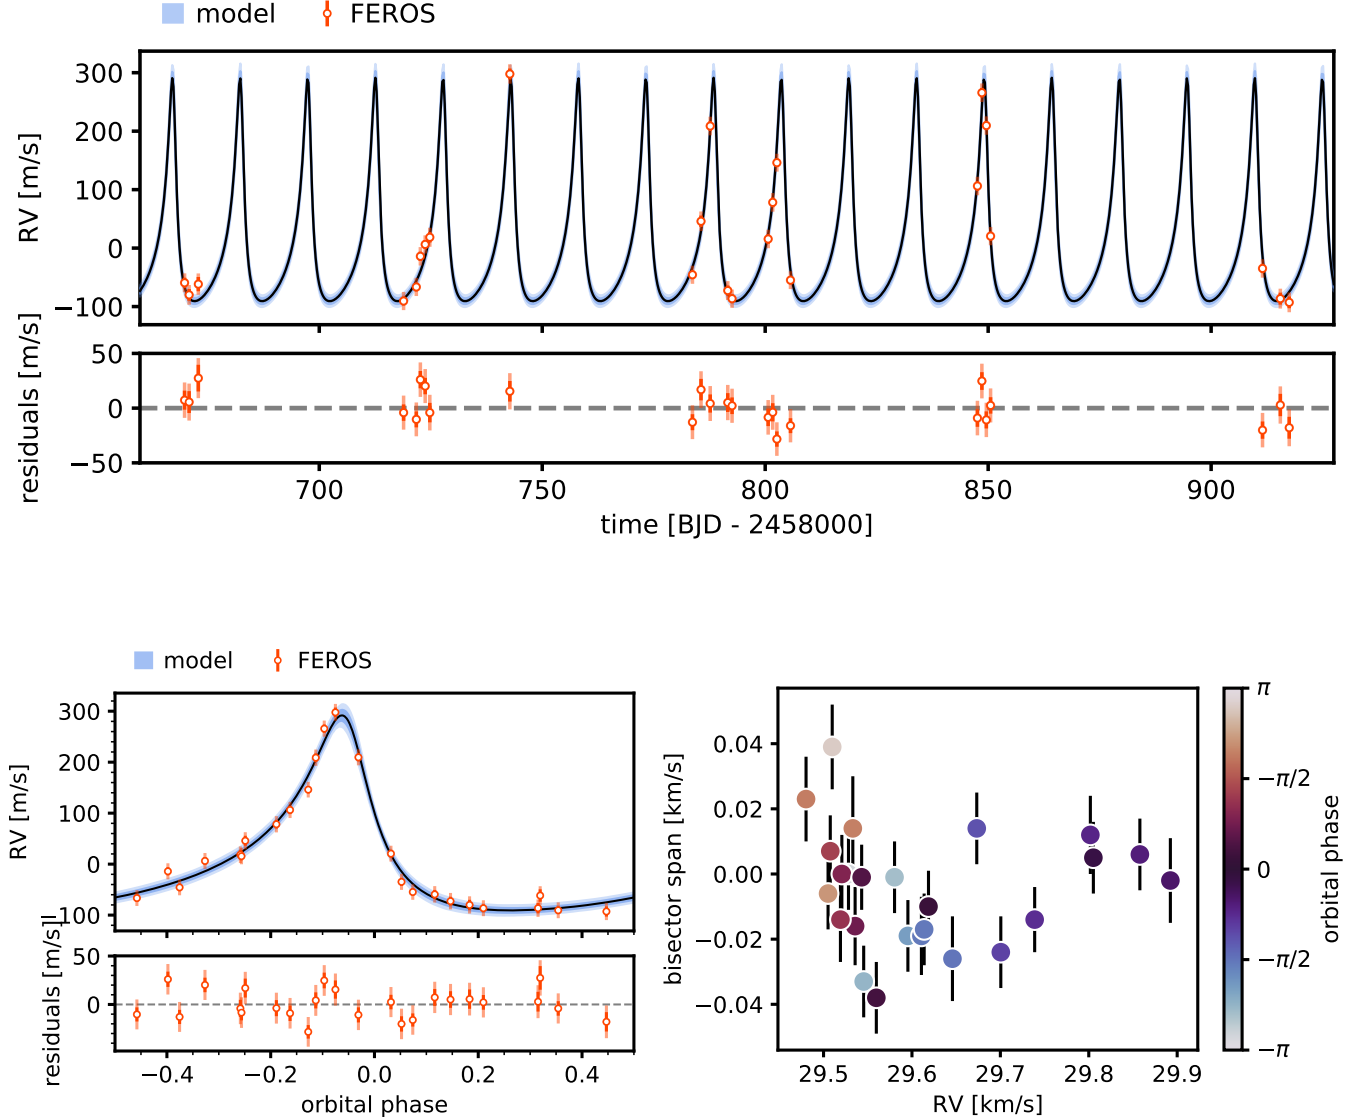 model FEROS
300
200
100
0
−100
RV [m/s]
50
0
−50
residuals [m/s]
700 750 800 850 900
time [BJD - 2458000]
model FEROS
300
200
100
0
100
RV [m/s]
50
0
residuals [m/s]
−0.4 −0.2 0.0 0.2 0.4
orbital phase
0.04
0.02
0.00
−0.02
−0.04
bisector span [km/s]
29.5 29.6 29.7 29.8 29.9
RV [km/s]
π
−π/2
0
−π/2
−π
orbital phase